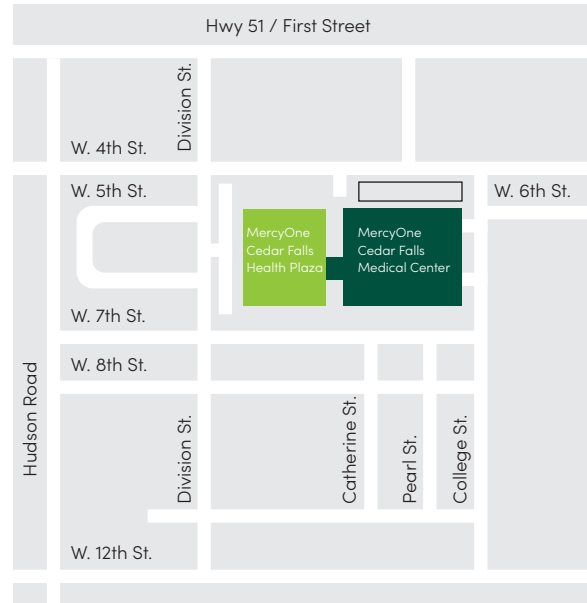 Hwy 51 / First Street
Division St.
W. 4th St.
W. 5th St.
W. 6th St.
MercyOne
Cedar Falls
Health Plaza
MercyOne
Cedar Falls
Medical Center
W. 7th St.
W. 8th St.
Hudson Road
Division St.
Catherine St.
Pearl St.
College St.
W. 12th St.